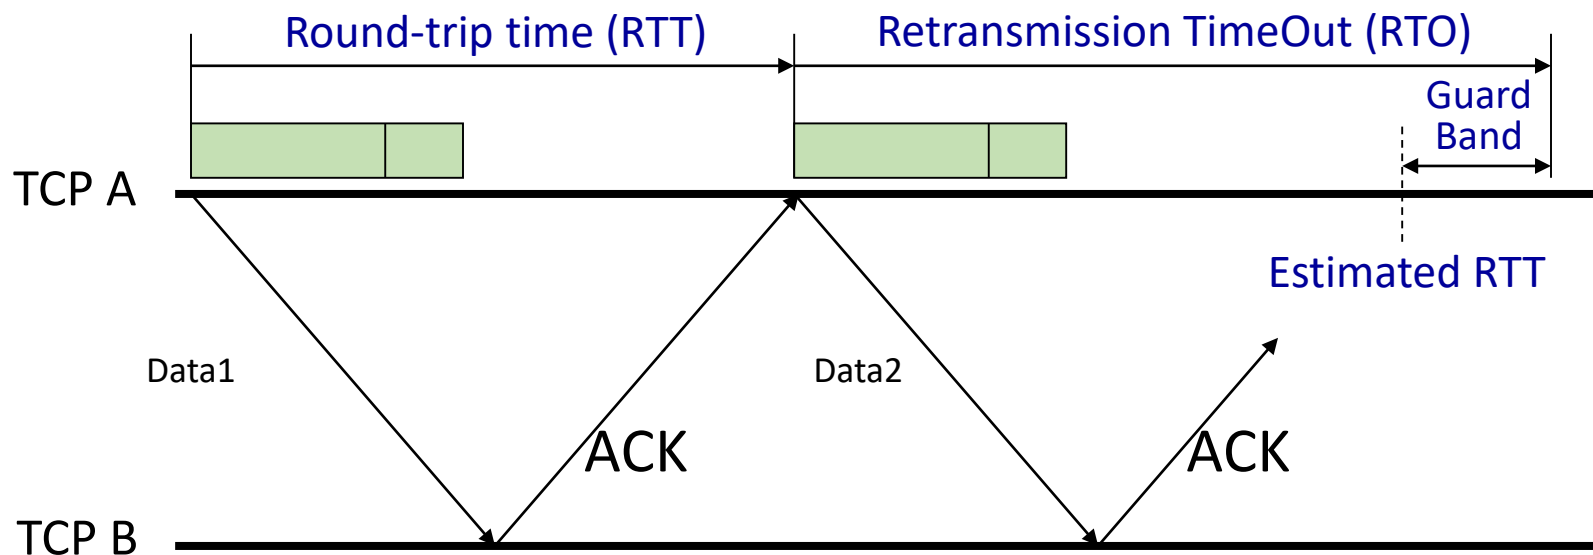 Round-trip time (RTT)
Retransmission TimeOut (RTO)
Guard
Band
TCP A
Estimated RTT
Data1
Data2
ACK
ACK
TCP B